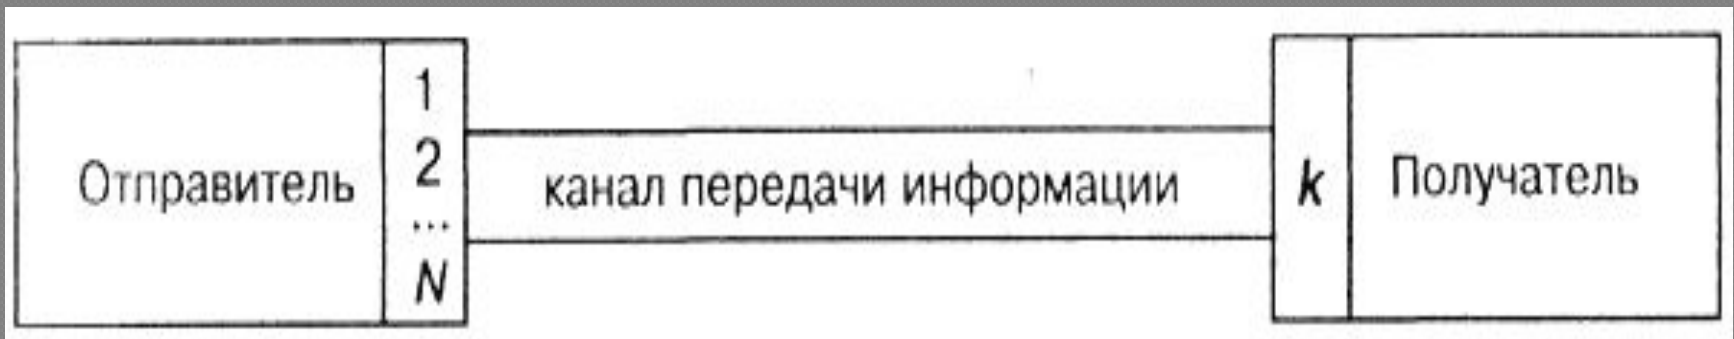 1
2
...
N
Отправитель
канал передачи информации
k
Получатель